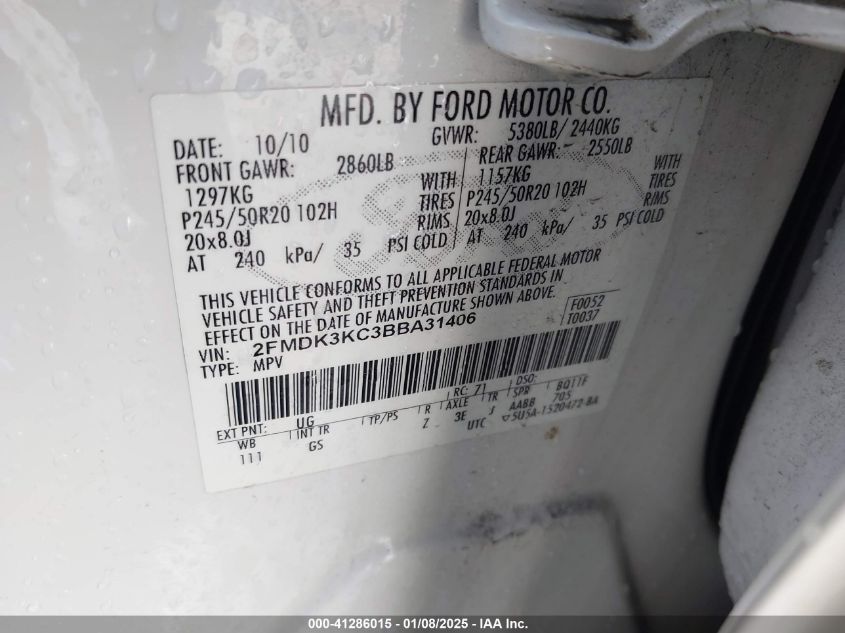 MFD. BY FORD MOTOR CO.
DATE: 10/10 GVWR: 5380LB/2440KG
FRONT GAWR: 2860LB REAR GAWR: 2550LB
1297KG WITH 1157KG WITH
P245/50R20 102H TIRES P245/50R20 102H TIRES
20x8.0J RIMS 20x8.0J RIMS
AT 240 kPa/ 35 PSI COLD AT 240 kPa/ 35 PSI COLD
THIS VEHICLE CONFORMS TO ALL APPLICABLE FEDERAL MOTOR
VEHICLE SAFETY AND THEFT PREVENTION STANDARDS IN
EFFECT ON THE DATE OF MANUFACTURE SHOWN ABOVE.
F0052
T0037
VIN: 2FMDK3KC3BBA31406
TYPE: MPV
EXT PNT: UG RC: 71 DSO:
WB INT TR TP/PS R AXLE TR SPR BQTTF
111 GS Z 3E J AABB 705
UTC ▽5U5A-1520472-BA
000-41286015 - 01/08/2025 - IAA Inc.